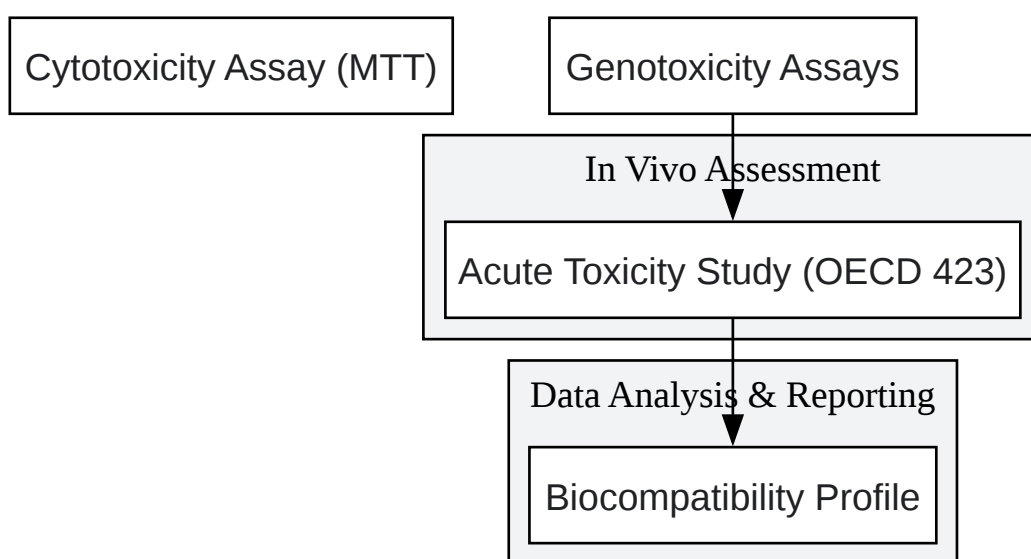 Cytotoxicity Assay (MTT)
Genotoxicity Assays
In Vivo Assessment
Acute Toxicity Study (OECD 423)
Data Analysis & Reporting
Biocompatibility Profile